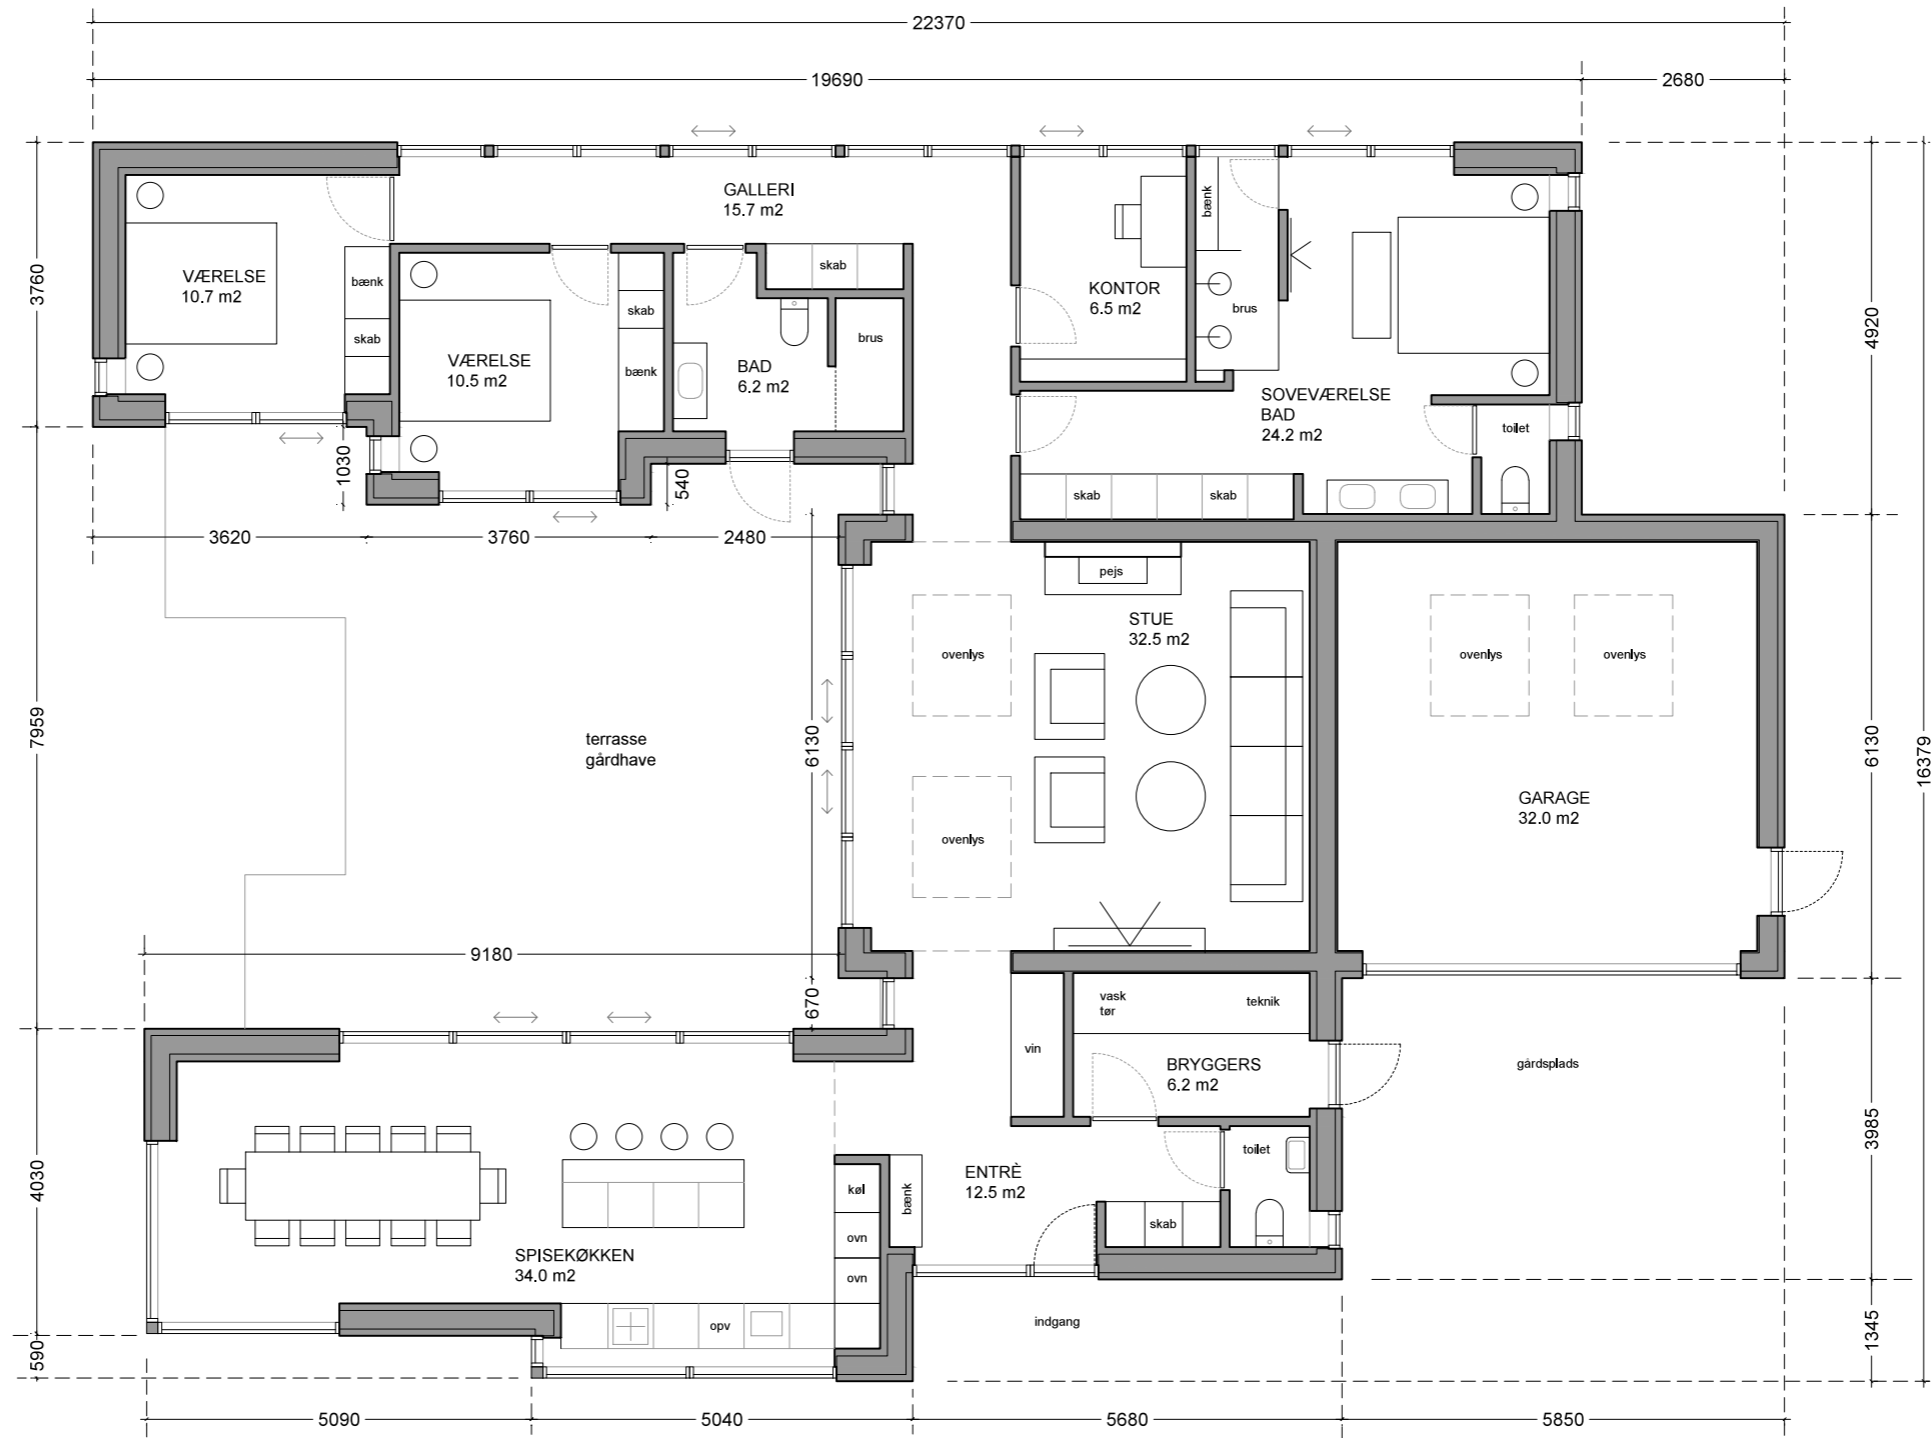 22370
19690
2680
GALLERI
15.7 m2
bænk
VÆRELSE
10.7 m2
bænk
skab
skab
VÆRELSE
10.5 m2
skab
bænk
BAD
6.2 m2
brus
KONTOR
6.5 m2
brus
SOVEVÆRELSE
BAD
24.2 m2
toilet
skab
skab
3760
4920
1030
540
3620
3760
2480
pejs
STUE
32.5 m2
ovenlys
ovenlys
ovenlys
terrasse
gårdhave
7959
6130
6130
16379
ovenlys
GARAGE
32.0 m2
9180
670
vask
tør
teknik
vin
BRYGGERS
6.2 m2
gårdsplads
3985
4030
toilet
ENTRÈ
12.5 m2
køl
bænk
ovn
ovn
skab
SPISEKØKKEN
34.0 m2
opv
indgang
590
1345
5090
5040
5680
5850